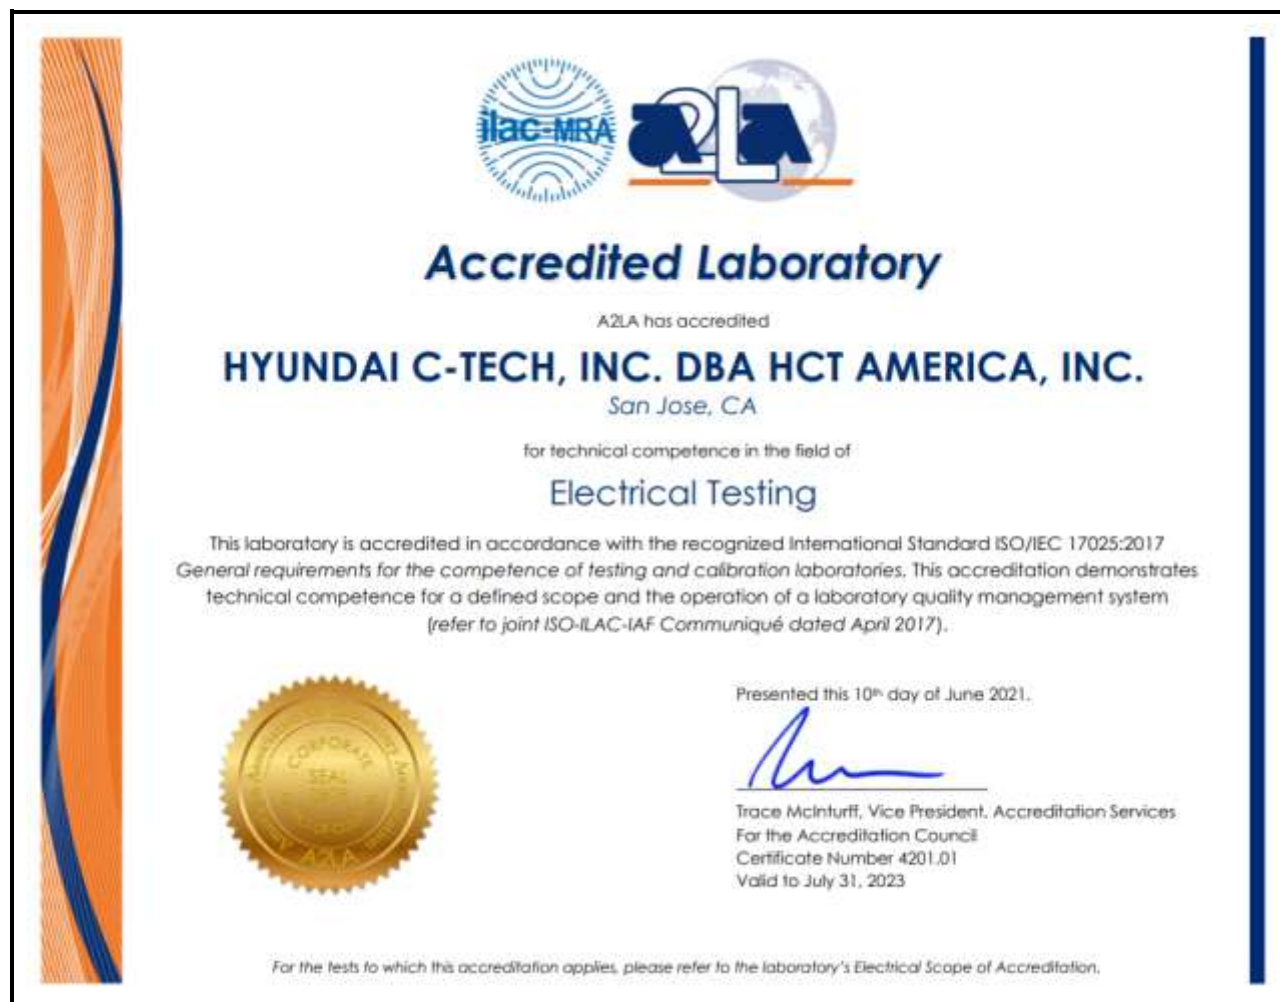 ilac-MRA
A2LA
Accredited Laboratory
A2LA has accredited
HYUNDAI C-TECH, INC. DBA HCT AMERICA, INC.
San Jose, CA
for technical competence in the field of
Electrical Testing
This laboratory is accredited in accordance with the recognized International Standard ISO/IEC 17025:2017
General requirements for the competence of testing and calibration laboratories. This accreditation demonstrates
technical competence for a defined scope and the operation of a laboratory quality management system
(refer to joint ISO-ILAC-IAF Communiqué dated April 2017).
Presented this 10th day of June 2021.
Trace McInturff, Vice President, Accreditation Services
For the Accreditation Council
Certificate Number 4201.01
Valid to July 31, 2023
CORPORATE
SEAL
A2LA
For the tests to which this accreditation applies, please refer to the laboratory's Electrical Scope of Accreditation.